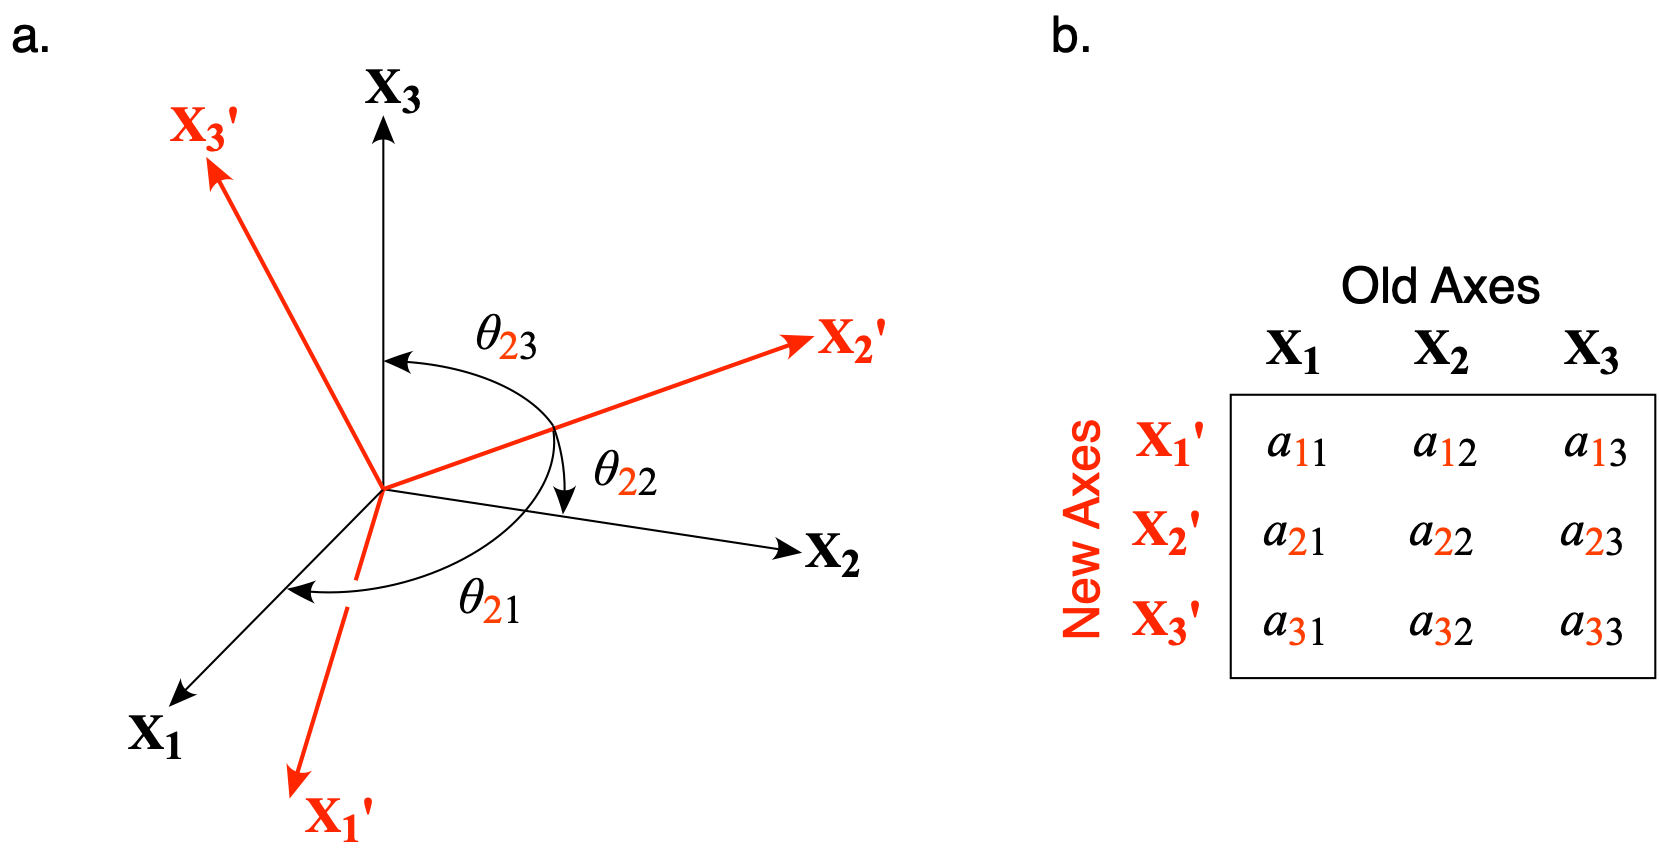 a.
X3
X3'
θ23
X2'
θ22
X2
θ21
X1
X1'
b.
Old Axes
X1 X2 X3
New Axes
X1' a11 a12 a13
X2' a21 a22 a23
X3' a31 a32 a33